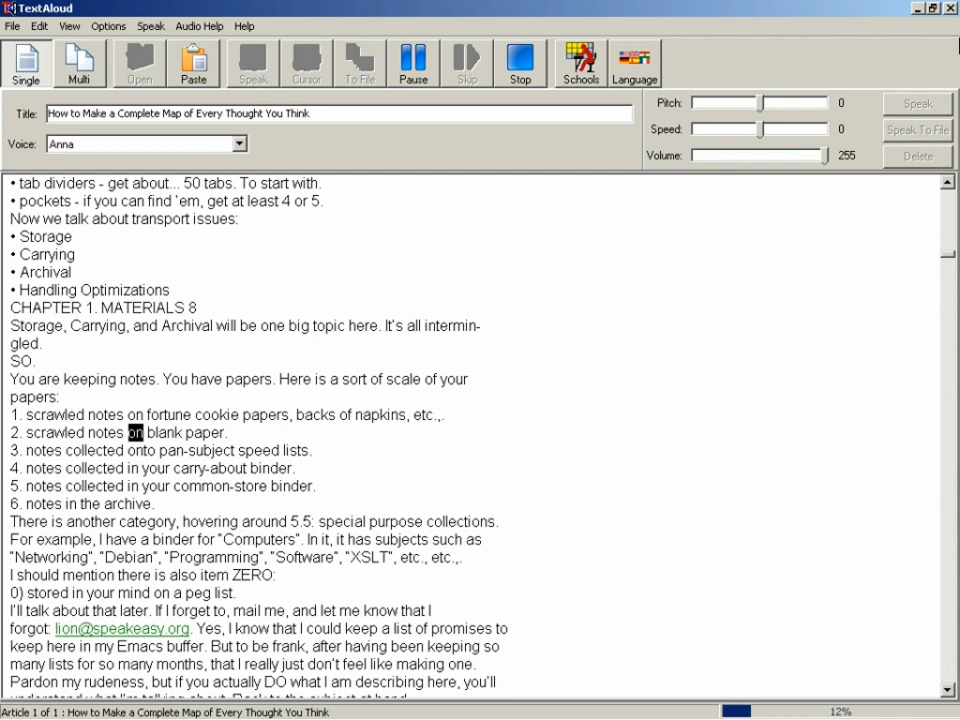 TextAloud
File Edit View Options Speak Audio Help Help
Single Multi Open Paste Speak Cursor To File Pause Skip Stop Schools Language
Title: How to Make a Complete Map of Every Thought You Think
Voice: Anna
Pitch: 0 Speak
Speed: 0 Speak To File
Volume: 255 Delete
• tab dividers - get about... 50 tabs. To start with.
• pockets - if you can find 'em, get at least 4 or 5.
Now we talk about transport issues:
• Storage
• Carrying
• Archival
• Handling Optimizations
CHAPTER 1. MATERIALS 8
Storage, Carrying, and Archival will be one big topic here. It's all intermin-
gled.
SO.
You are keeping notes. You have papers. Here is a sort of scale of your
papers:
1. scrawled notes on fortune cookie papers, backs of napkins, etc.,.
2. scrawled notes on blank paper.
3. notes collected onto pan-subject speed lists.
4. notes collected in your carry-about binder.
5. notes collected in your common-store binder.
6. notes in the archive.
There is another category, hovering around 5.5: special purpose collections.
For example, I have a binder for "Computers". In it, it has subjects such as
"Networking", "Debian", "Programming", "Software", "XSLT", etc., etc.,.
I should mention there is also item ZERO:
0) stored in your mind on a peg list.
I'll talk about that later. If I forget to, mail me, and let me know that I
forgot: lion@speakeasy.org. Yes, I know that I could keep a list of promises to
keep here in my Emacs buffer. But to be frank, after having been keeping so
many lists for so many months, that I really just don't feel like making one.
Pardon my rudeness, but if you actually DO what I am describing here, you'll
understand what I'm talking about. Back to the subject at hand.
Article 1 of 1 : How to Make a Complete Map of Every Thought You Think 12%